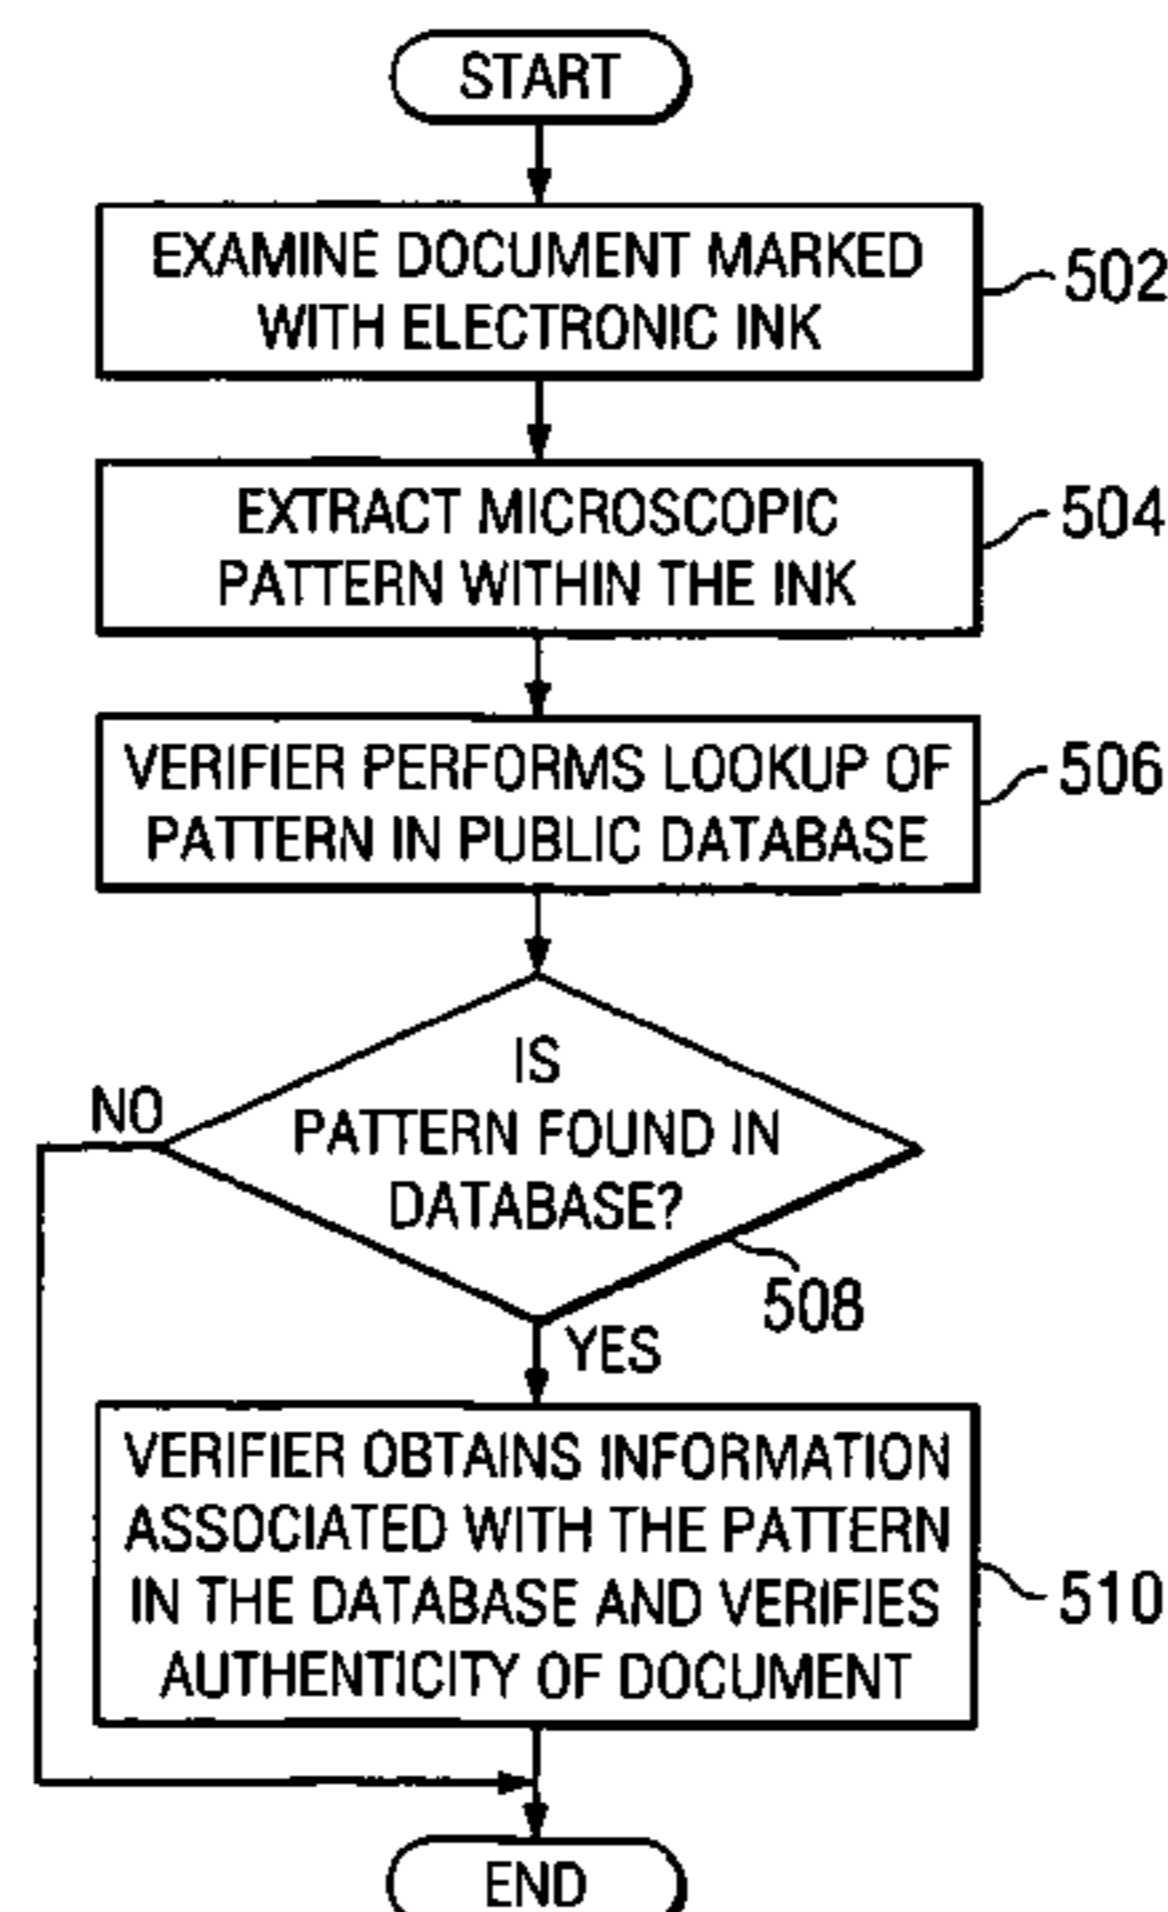 START
EXAMINE DOCUMENT MARKED
WITH ELECTRONIC INK
502
EXTRACT MICROSCOPIC
PATTERN WITHIN THE INK
504
VERIFIER PERFORMS LOOKUP OF
PATTERN IN PUBLIC DATABASE
506
IS
PATTERN FOUND IN
DATABASE?
NO
508
YES
VERIFIER OBTAINS INFORMATION
ASSOCIATED WITH THE PATTERN
IN THE DATABASE AND VERIFIES
AUTHENTICITY OF DOCUMENT
510
END